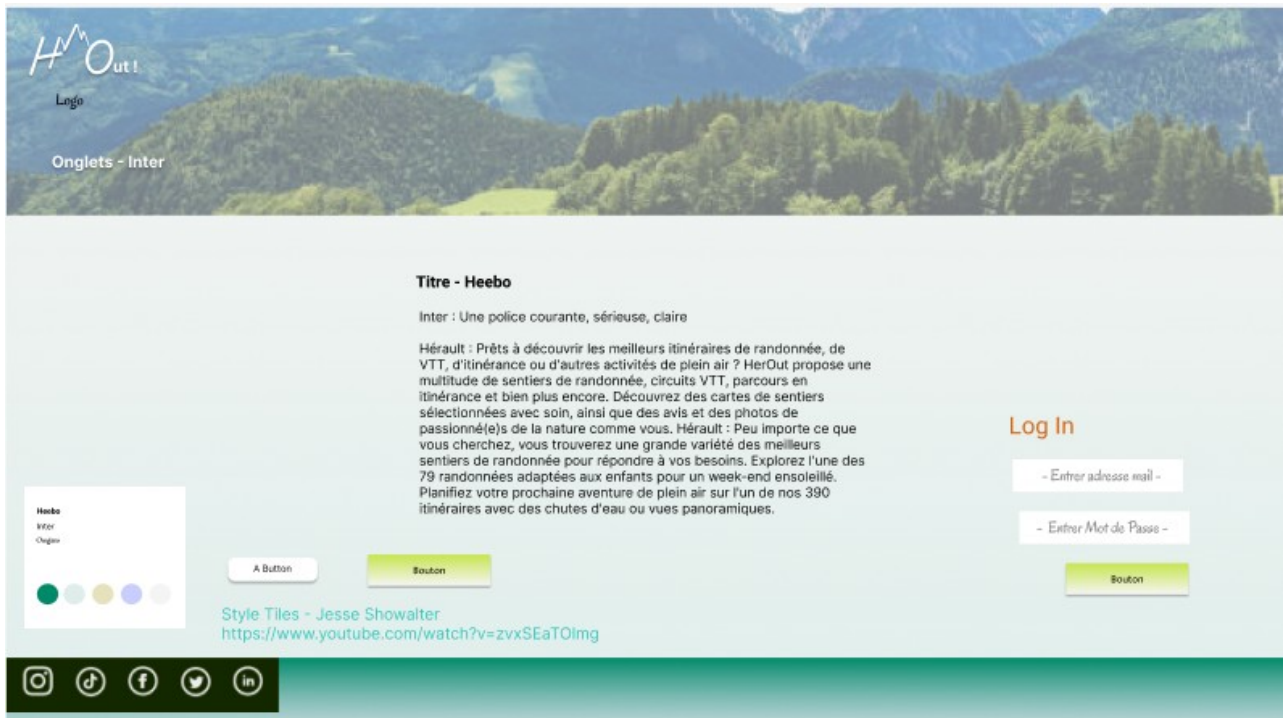 HerOut !
Logo
Onglets - Inter
Titre - Heebo
Inter : Une police courante, sérieuse, claire
Hérault : Prêts à découvrir les meilleurs itinéraires de randonnée, de
VTT, d'itinérance ou d'autres activités de plein air ? HerOut propose une
multitude de sentiers de randonnée, circuits VTT, parcours en
itinérance et bien plus encore. Découvrez des cartes de sentiers
sélectionnées avec soin, ainsi que des avis et des photos de
passionné(e)s de la nature comme vous. Hérault : Peu importe ce que
vous cherchez, vous trouverez une grande variété des meilleurs
sentiers de randonnée pour répondre à vos besoins. Explorez l'une des
79 randonnées adaptées aux enfants pour un week-end ensoleillé.
Planifiez votre prochaine aventure de plein air sur l'un de nos 390
itinéraires avec des chutes d'eau ou vues panoramiques.
Log In
- Entrer adresse mail -
- Entrer Mot de Passe -
Bouton
Heebo
Inter
A Button
Bouton
Style Tiles - Jesse Showalter
https://www.youtube.com/watch?v=zvxSEaTOlmg
in